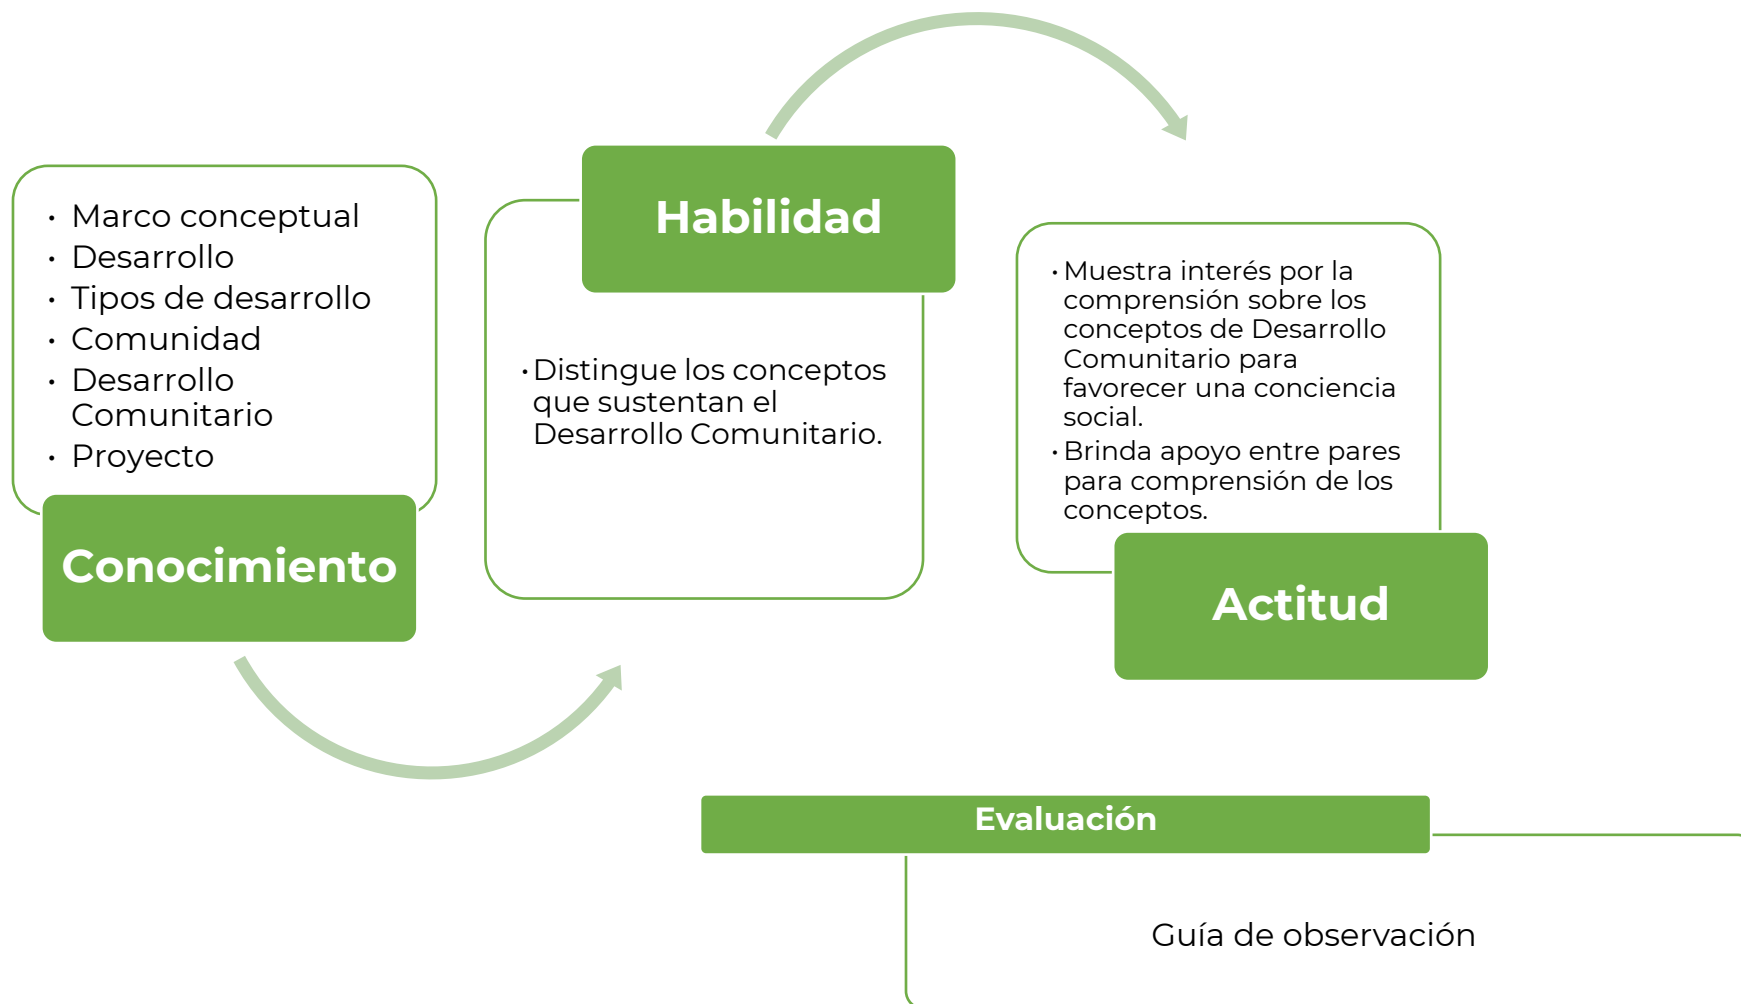 • Marco conceptual
• Desarrollo
• Tipos de desarrollo
• Comunidad
• Desarrollo
Comunitario
• Proyecto
Conocimiento
Habilidad
• Distingue los conceptos
que sustentan el
Desarrollo Comunitario.
• Muestra interés por la
comprensión sobre los
conceptos de Desarrollo
Comunitario para
favorecer una conciencia
social.
• Brinda apoyo entre pares
para comprensión de los
conceptos.
Actitud
Evaluación
Guía de observación